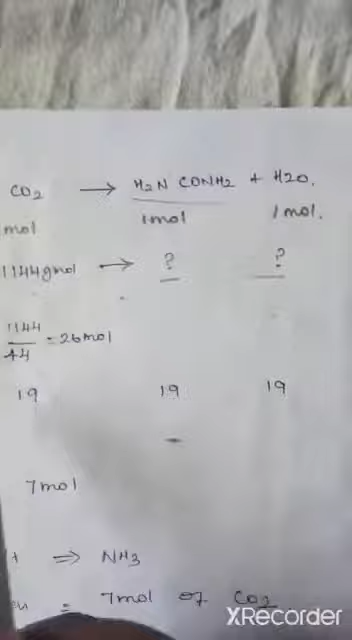 CO2 → H2N CONH2 + H2O.
mol 1mol 1mol.
1144gmol → ? ?
1144
44 = 26mol
19 19 19
7mol
⇒ NH3
= 7mol of CO2
XRecorder